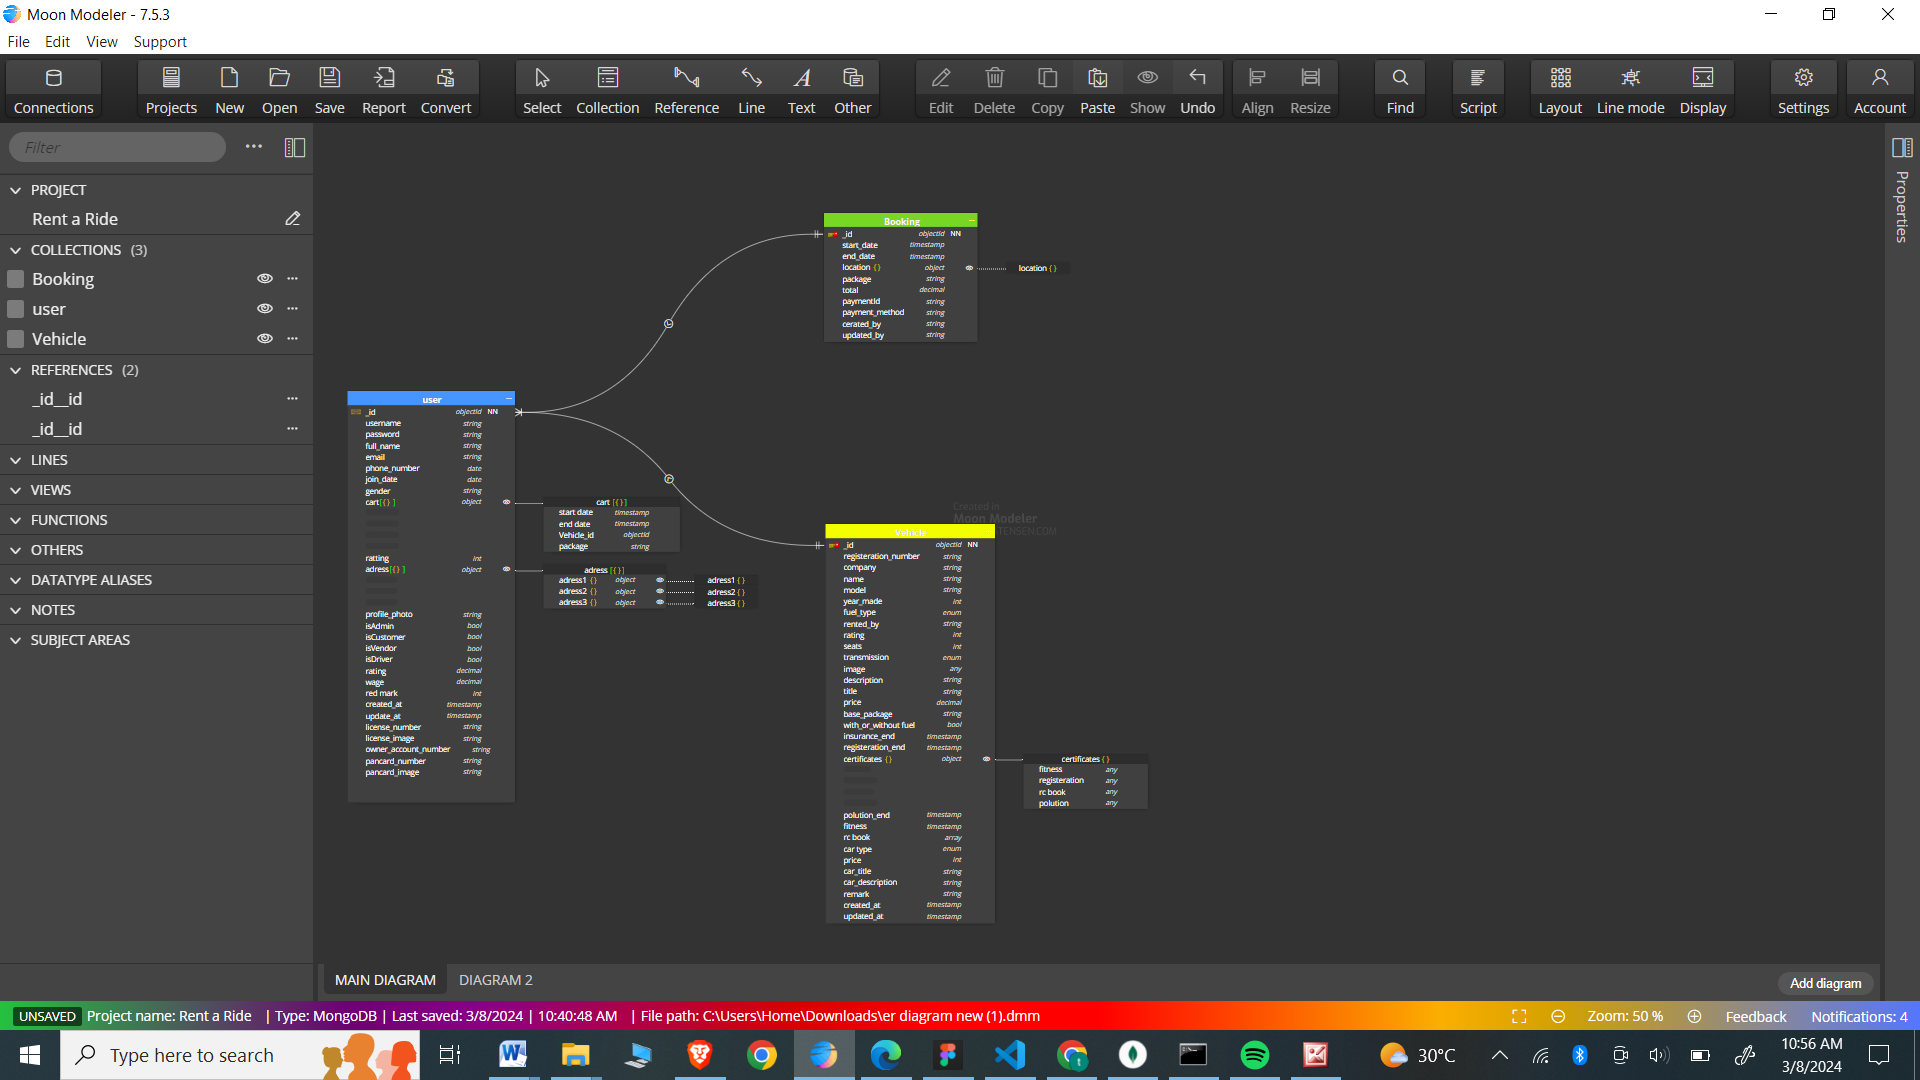 Moon Modeler - 7.5.3
File Edit View Support
Connections Projects New Open Save Report Convert Select Collection Reference Line Text Other Edit Delete Copy Paste Show Undo Align Resize Find Script Layout Line mode Display Settings Account
Filter
PROJECT
Rent a Ride
COLLECTIONS (3)
Booking
user
Vehicle
REFERENCES (2)
_id__id
_id__id
LINES
VIEWS
FUNCTIONS
OTHERS
DATATYPE ALIASES
NOTES
SUBJECT AREAS
Booking
_id objectId NN
start_date timestamp
end_date timestamp
location {} object
package string
total decimal
paymentId string
payment_method string
cerated_by string
updated_by string
location {}
user
_id objectId NN
username string
password string
full_name string
email string
phone_number date
join_date date
gender string
cart[{}] object
ratting int
adress[{}] object
profile_photo string
isAdmin bool
isCustomer bool
isVendor bool
isDriver bool
rating decimal
wage decimal
red mark int
created_at timestamp
update_at timestamp
license_number string
license_image string
owner_account_number string
pancard_number string
pancard_image string
cart [{}]
start date timestamp
end date timestamp
Vehicle_id objectId
package string
adress [{}]
adress1 {} object
adress2 {} object
adress3 {} object
adress1 {}
adress2 {}
adress3 {}
Created in
Moon Modeler
TENSEN.COM
Vehicle
_id objectId NN
registeration_number string
company string
name string
model string
year_made int
fuel_type enum
rented_by string
rating int
seats int
transmission enum
image any
description string
title string
price decimal
base_package string
with_or_without fuel bool
insurance_end timestamp
registeration_end timestamp
certificates {} object
polution_end timestamp
fitness timestamp
rc book array
car type enum
price int
car_title string
car_description string
remark string
created_at timestamp
updated_at timestamp
certificates {}
fitness any
registeration any
rc book any
polution any
Properties
MAIN DIAGRAM DIAGRAM 2
Add diagram
UNSAVED Project name: Rent a Ride | Type: MongoDB | Last saved: 3/8/2024 | 10:40:48 AM | File path: C:\Users\Home\Downloads\er diagram new (1).dmm Zoom: 50 % Feedback Notifications: 4
Type here to search
30°C
10:56 AM
3/8/2024